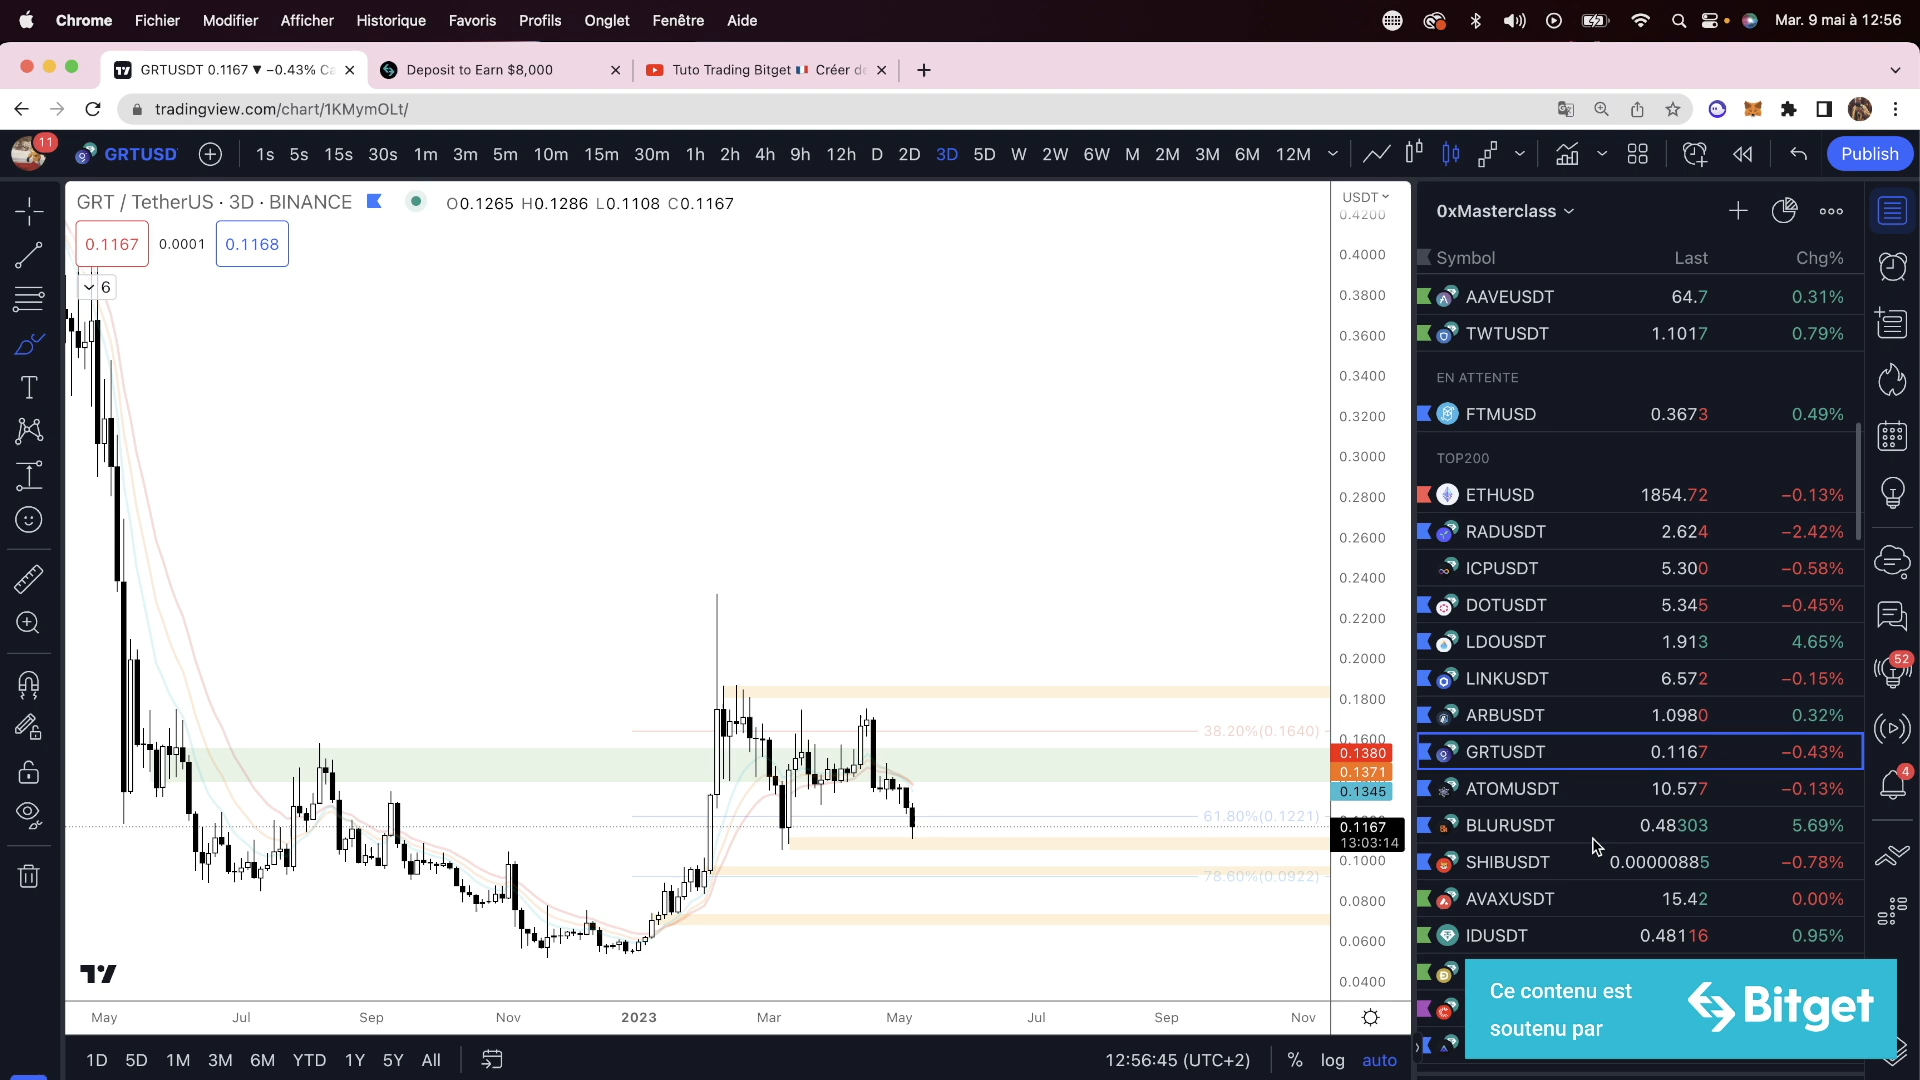 Chrome Fichier Modifier Afficher Historique Favoris Profils Onglet Fenêtre Aide Mar. 9 mai à 12:56
GRTUSDT 0.1167 ▼ −0.43% Deposit to Earn $8,000 Tuto Trading Bitget Créer
tradingview.com/chart/1KMymOLt/
11 GRTUSD 1s 5s 15s 30s 1m 3m 5m 10m 15m 30m 1h 2h 4h 9h 12h D 2D 3D 5D W 2W 6W M 2M 3M 6M 12M Publish
GRT / TetherUS · 3D · BINANCE O0.1265 H0.1286 L0.1108 C0.1167
0.1167 0.0001 0.1168
6
USDT
0.4200
0.4000
0.3800
0.3600
0.3400
0.3200
0.3000
0.2800
0.2600
0.2400
0.2200
0.2000
0.1800
38.20%(0.1640)
0.1600
0.1380
0.1371
0.1345
61.80%(0.1221)
0.1167
13:03:14
0.1000
78.60%(0.0922)
0.0800
0.0600
0.0400
May Jul Sep Nov 2023 Mar May Jul Sep Nov
1D 5D 1M 3M 6M YTD 1Y 5Y All 12:56:45 (UTC+2) % log auto
0xMasterclass
Symbol Last Chg%
AAVEUSDT 64.7 0.31%
TWTUSDT 1.1017 0.79%
EN ATTENTE
FTMUSD 0.3673 0.49%
TOP200
ETHUSD 1854.72 −0.13%
RADUSDT 2.624 −2.42%
ICPUSDT 5.300 −0.58%
DOTUSDT 5.345 −0.45%
LDOUSDT 1.913 4.65%
LINKUSDT 6.572 −0.15%
ARBUSDT 1.0980 0.32%
GRTUSDT 0.1167 −0.43%
ATOMUSDT 10.577 −0.13%
BLURUSDT 0.48303 5.69%
SHIBUSDT 0.00000885 −0.78%
AVAXUSDT 15.42 0.00%
IDUSDT 0.48116 0.95%
52
4
Ce contenu est
soutenu par
Bitget